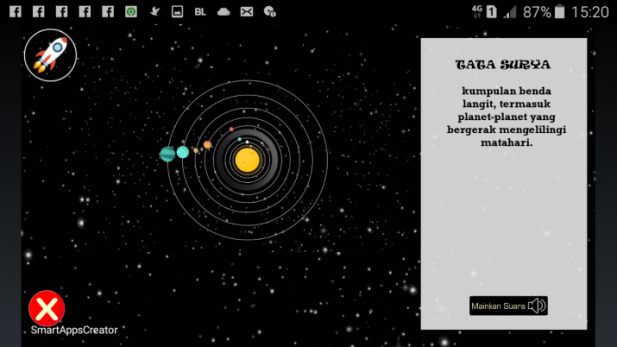 BL
4G
1
87%
15:20
TATA SURYA
kumpulan benda
langit, termasuk
planet-planet yang
bergerak mengelilingi
matahari.
Mainkan Suara
SmartAppsCreator